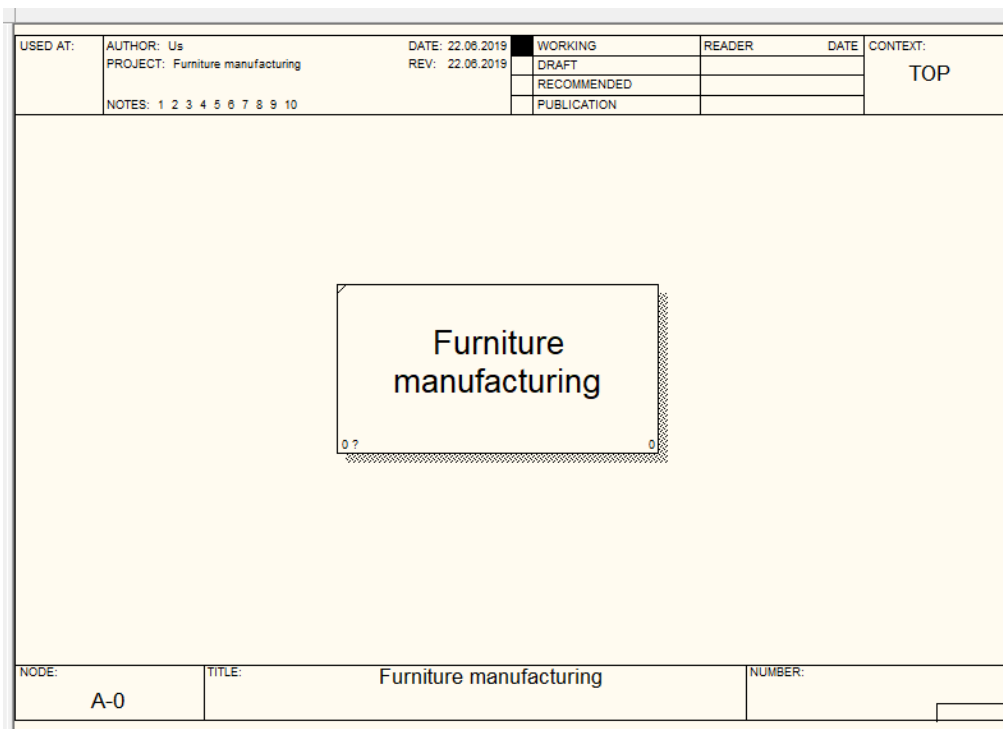 USED AT:
AUTHOR: Us
DATE: 22.06.2019
WORKING
READER DATE
CONTEXT:
PROJECT: Furniture manufacturing
REV: 22.06.2019
DRAFT
TOP
RECOMMENDED
NOTES: 1 2 3 4 5 6 7 8 9 10
PUBLICATION
Furniture
manufacturing
0 ?
0
NODE:
TITLE:
Furniture manufacturing
NUMBER:
A-0